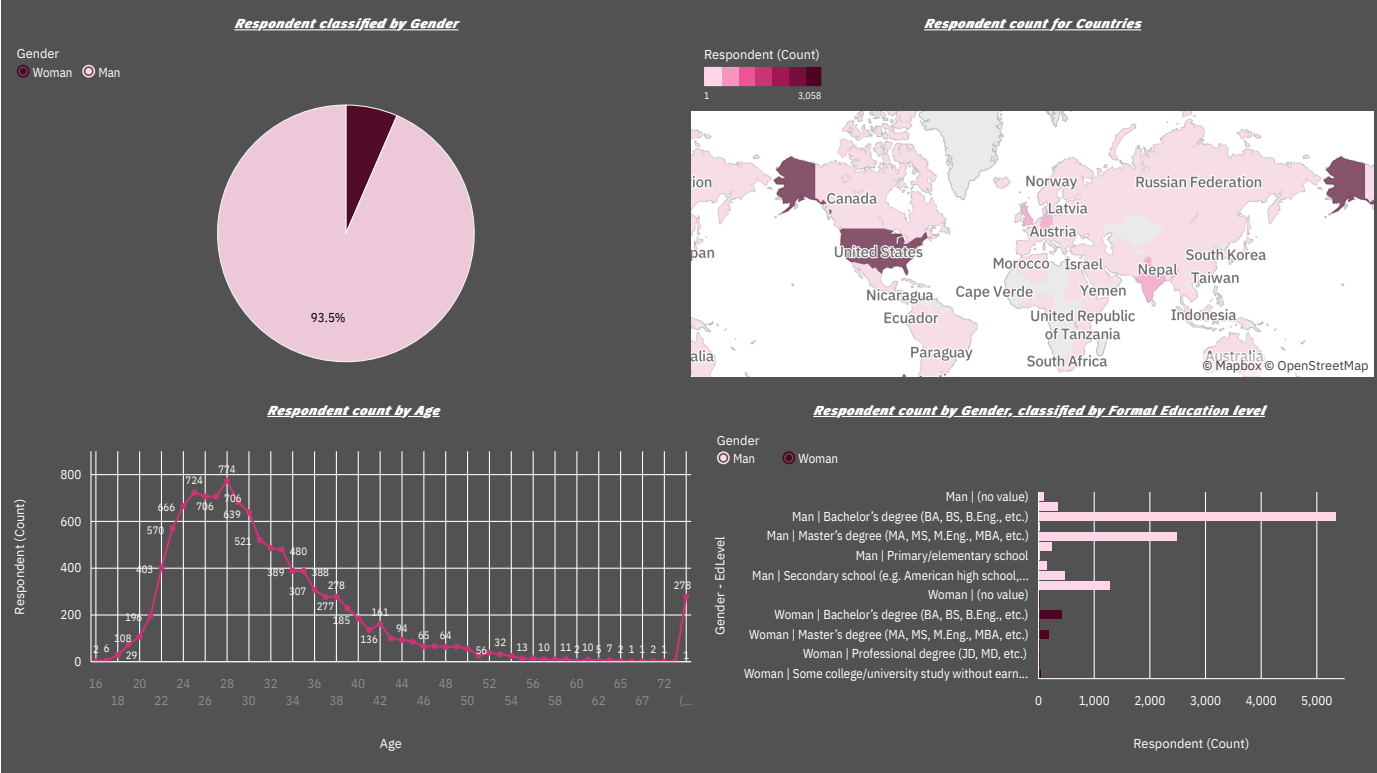 Respondent classified by Gender
Gender
Woman Man
93.5%
Respondent count for Countries
Respondent (Count)
1 3,058
ion
Canada
Norway
Russian Federation
Latvia
Austria
pan
United States
Morocco
Israel
Nepal
South Korea
Taiwan
Nicaragua
Cape Verde
Yemen
Ecuador
United Republic
of Tanzania
Indonesia
alia
Paraguay
South Africa
Australia
© Mapbox © OpenStreetMap
Respondent count by Age
Respondent (Count)
800
600
400
200
0
2 6 29 108 196 403 570 666 724 706 774 706 639 521 480 389 388 307 277 278 185 136 161 94 65 64 56 32 13 10 11 2 10 5 7 2 1 1 2 1 278 1
16 20 24 28 32 36 40 44 48 52 56 60 65 72
18 22 26 30 34 38 42 46 50 54 58 62 67 (...
Age
Respondent count by Gender, classified by Formal Education level
Gender
Man Woman
Gender - EdLevel
Man | (no value)
Man | Bachelor’s degree (BA, BS, B.Eng., etc.)
Man | Master’s degree (MA, MS, M.Eng., MBA, etc.)
Man | Primary/elementary school
Man | Secondary school (e.g. American high school,...
Woman | (no value)
Woman | Bachelor’s degree (BA, BS, B.Eng., etc.)
Woman | Master’s degree (MA, MS, M.Eng., MBA, etc.)
Woman | Professional degree (JD, MD, etc.)
Woman | Some college/university study without earn...
0 1,000 2,000 3,000 4,000 5,000
Respondent (Count)